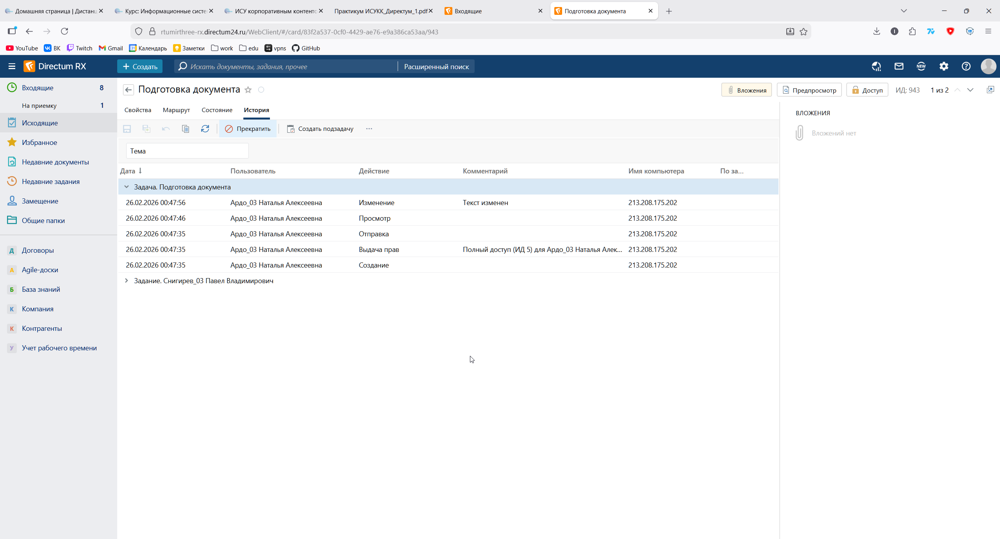 Домашняя страница | Дистанц
Курс: Информационные систе
ИСУ корпоративным контенто
Практикум ИСУКК_Директум_1.pdf
Входящие
Подготовка документа
rtumirthree-rx.directum24.ru/WebClient/#/card/83f2a537-0cf0-4429-ae76-e9a386ca53aa/943
YouTube ВК Twitch Gmail 31 Календарь Заметки work edu vpns GitHub
Directum RX
Создать
Искать документы, задания, прочее
Расширенный поиск
NEW
Входящие 8
На приемку 1
Исходящие
Избранное
Недавние документы
Недавние задания
Замещение
Общие папки
Д Договоры
А Agile-доски
Б База знаний
К Компания
К Контрагенты
У Учет рабочего времени
Подготовка документа
Вложения
Предпросмотр
Доступ
ИД: 943
1 из 2
Свойства Маршрут Состояние История
Прекратить
Создать подзадачу
Тема
Дата Пользователь Действие Комментарий Имя компьютера По за...
Задача. Подготовка документа
26.02.2026 00:47:56 Ардо_03 Наталья Алексеевна Изменение Текст изменен 213.208.175.202
26.02.2026 00:47:46 Ардо_03 Наталья Алексеевна Просмотр 213.208.175.202
26.02.2026 00:47:35 Ардо_03 Наталья Алексеевна Отправка 213.208.175.202
26.02.2026 00:47:35 Ардо_03 Наталья Алексеевна Выдача прав Полный доступ (ИД 5) для Ардо_03 Наталья Алек... 213.208.175.202
26.02.2026 00:47:35 Ардо_03 Наталья Алексеевна Создание 213.208.175.202
Задание. Снигирев_03 Павел Владимирович
ВЛОЖЕНИЯ
Вложений нет